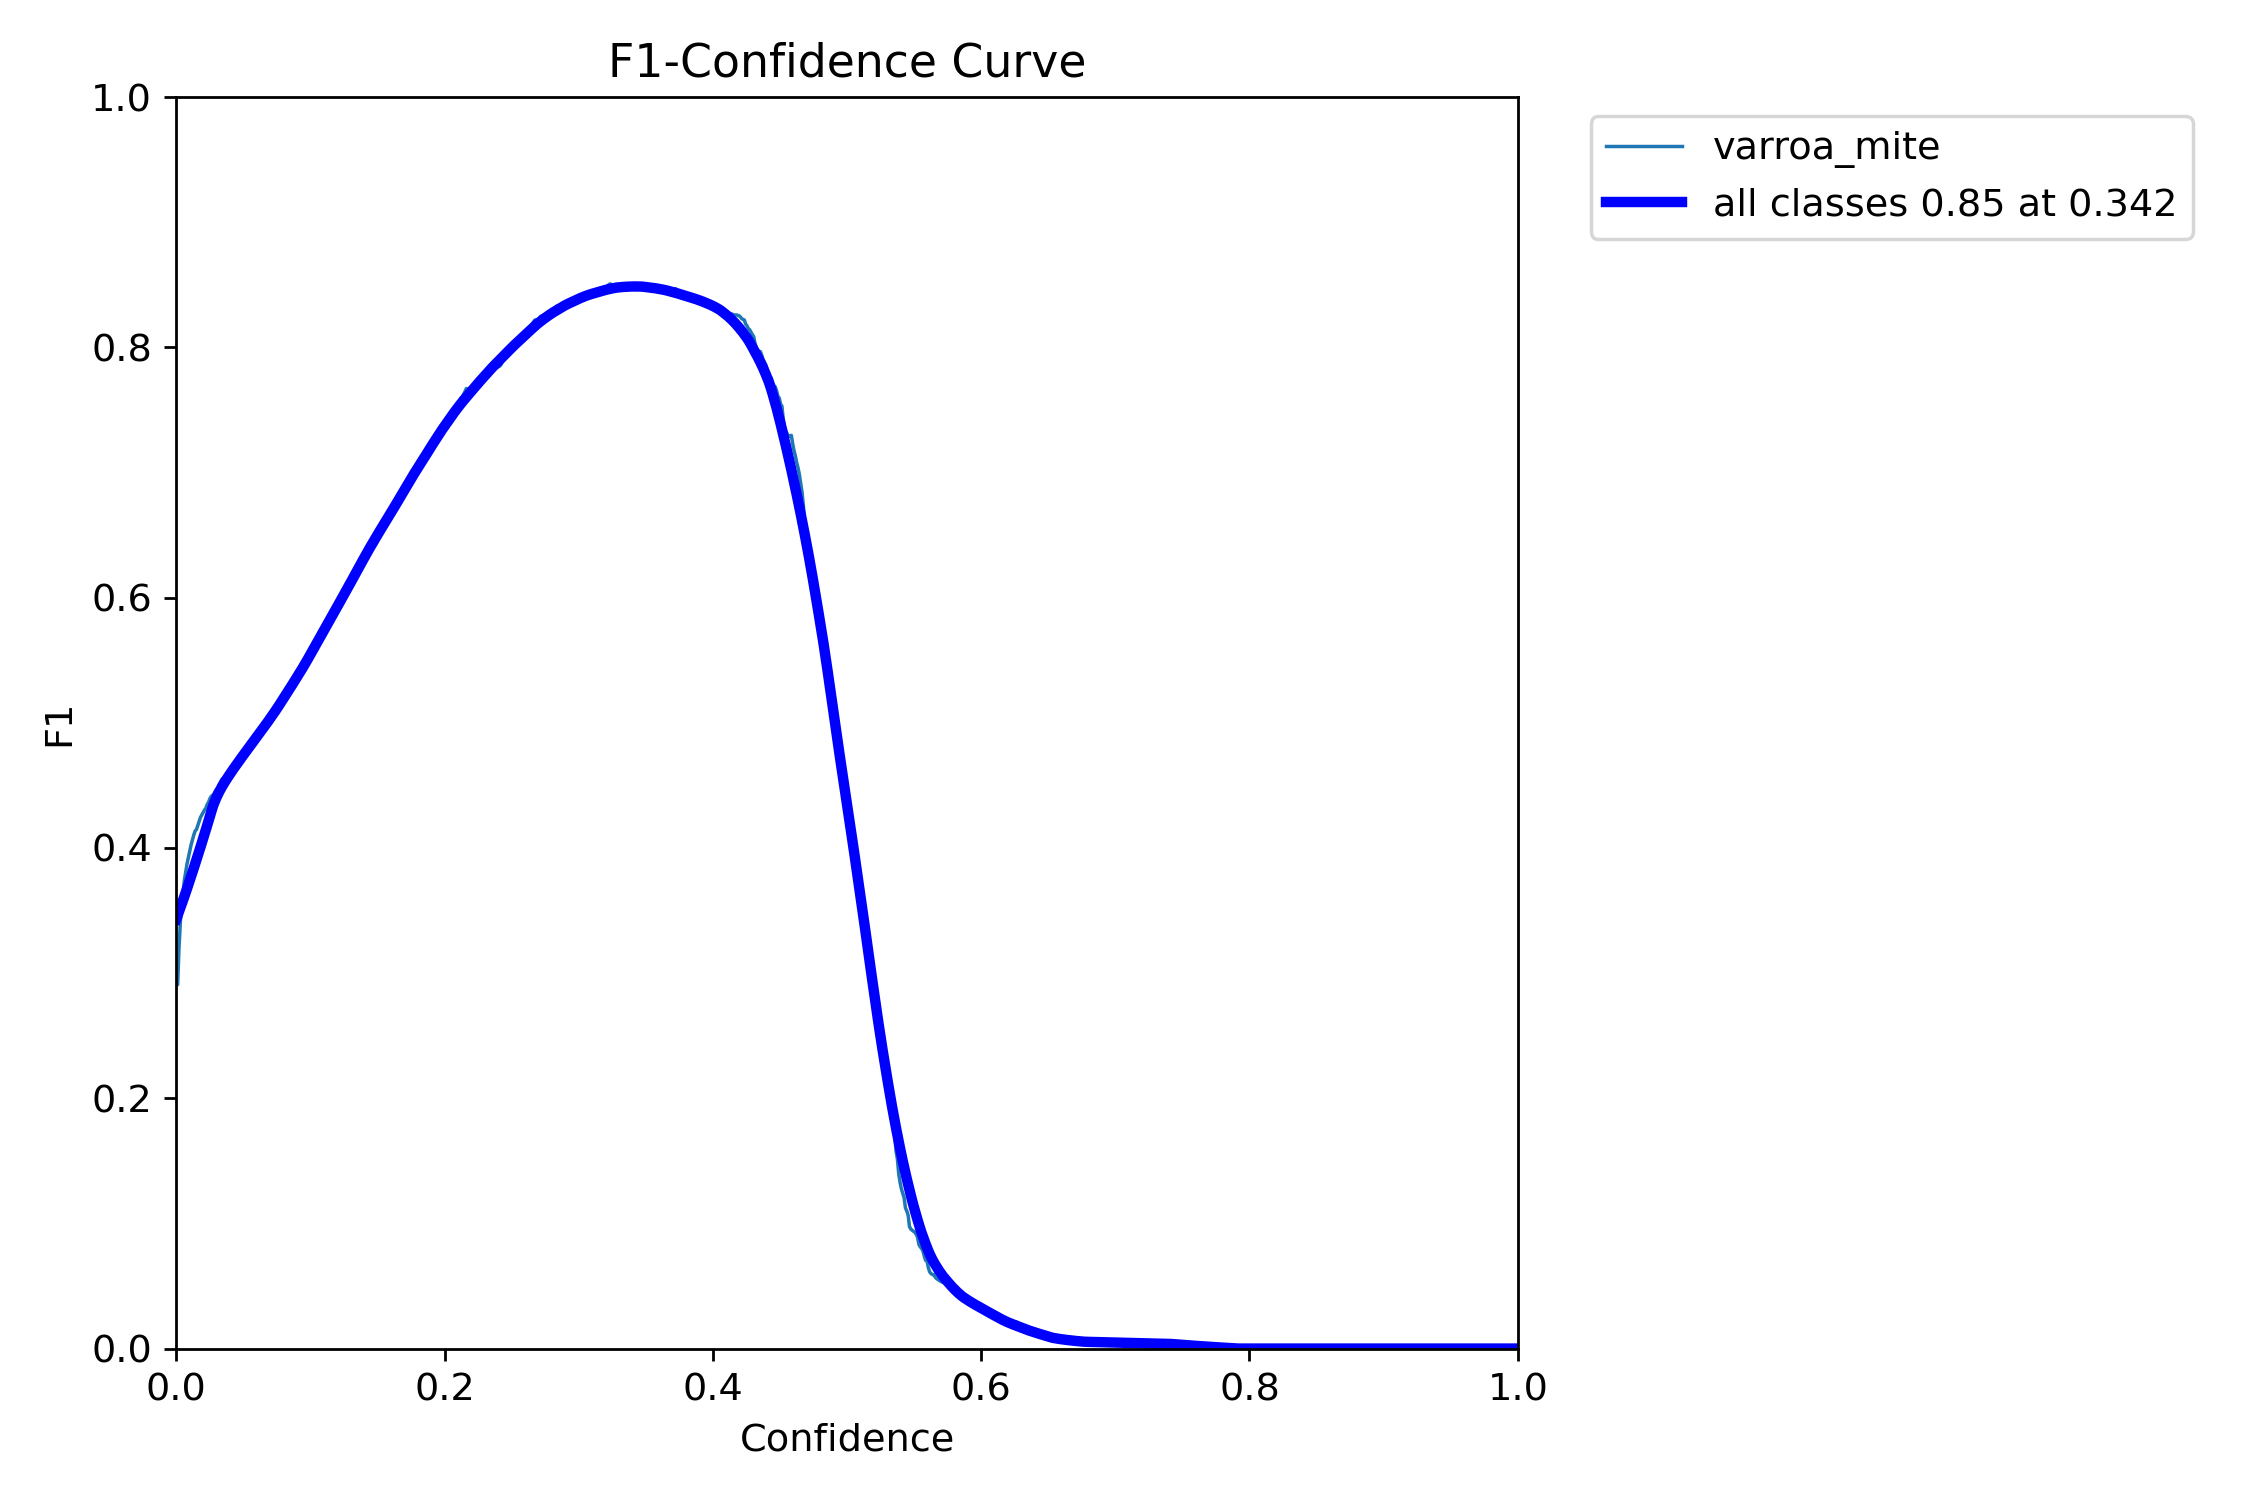 F1-Confidence Curve
1.0
0.8
0.6
0.4
0.2
0.0
F1
0.0 0.2 0.4 0.6 0.8 1.0
Confidence
varroa_mite
all classes 0.85 at 0.342